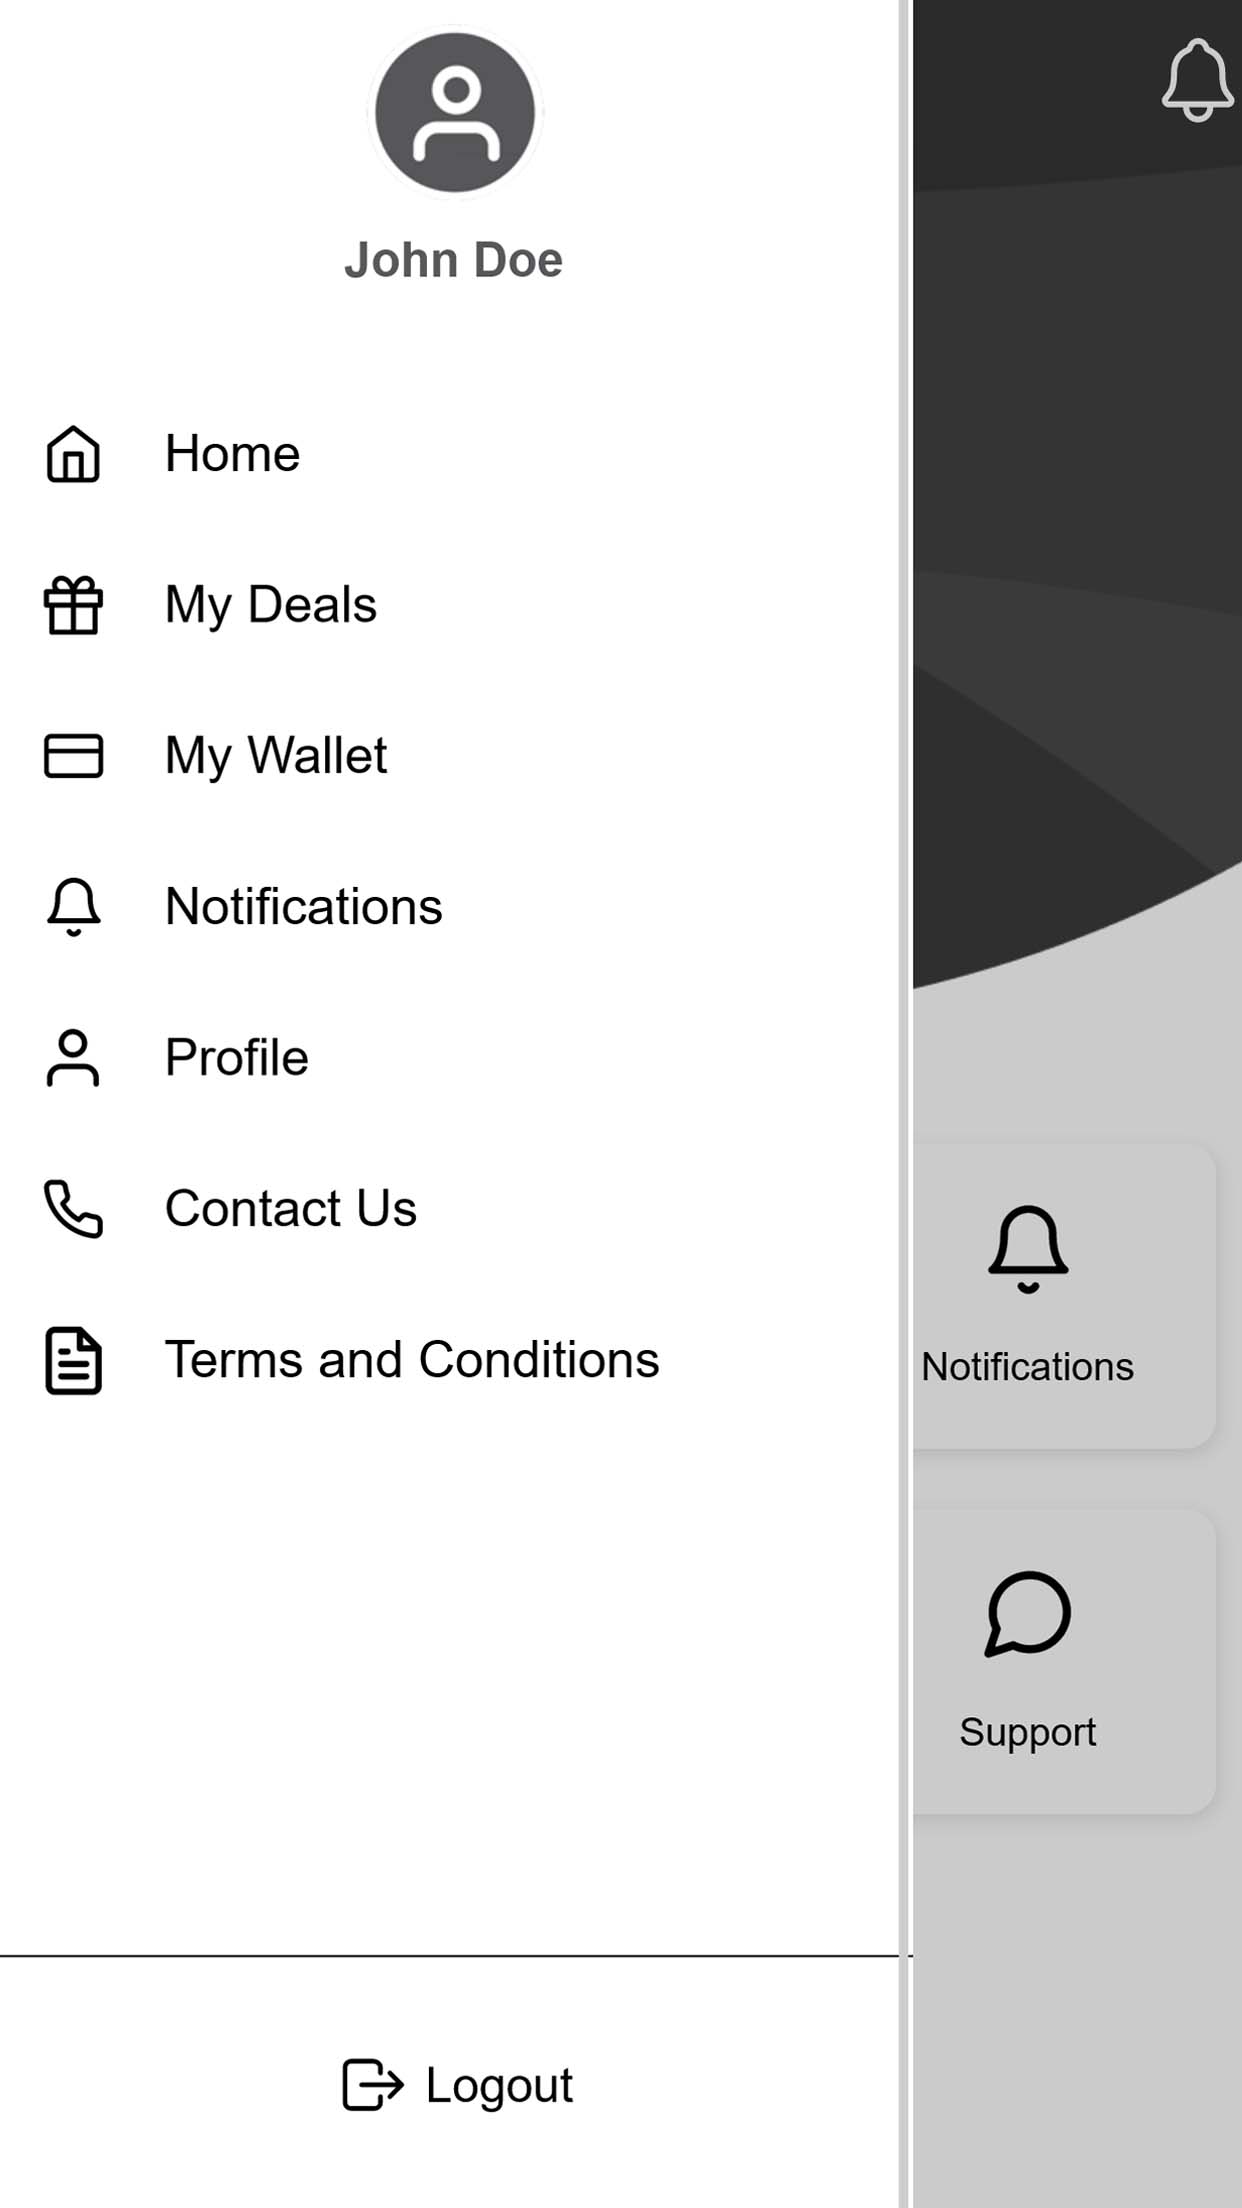 John Doe
Home
My Deals
My Wallet
Notifications
Profile
Contact Us
Terms and Conditions
Logout
Notifications
Support